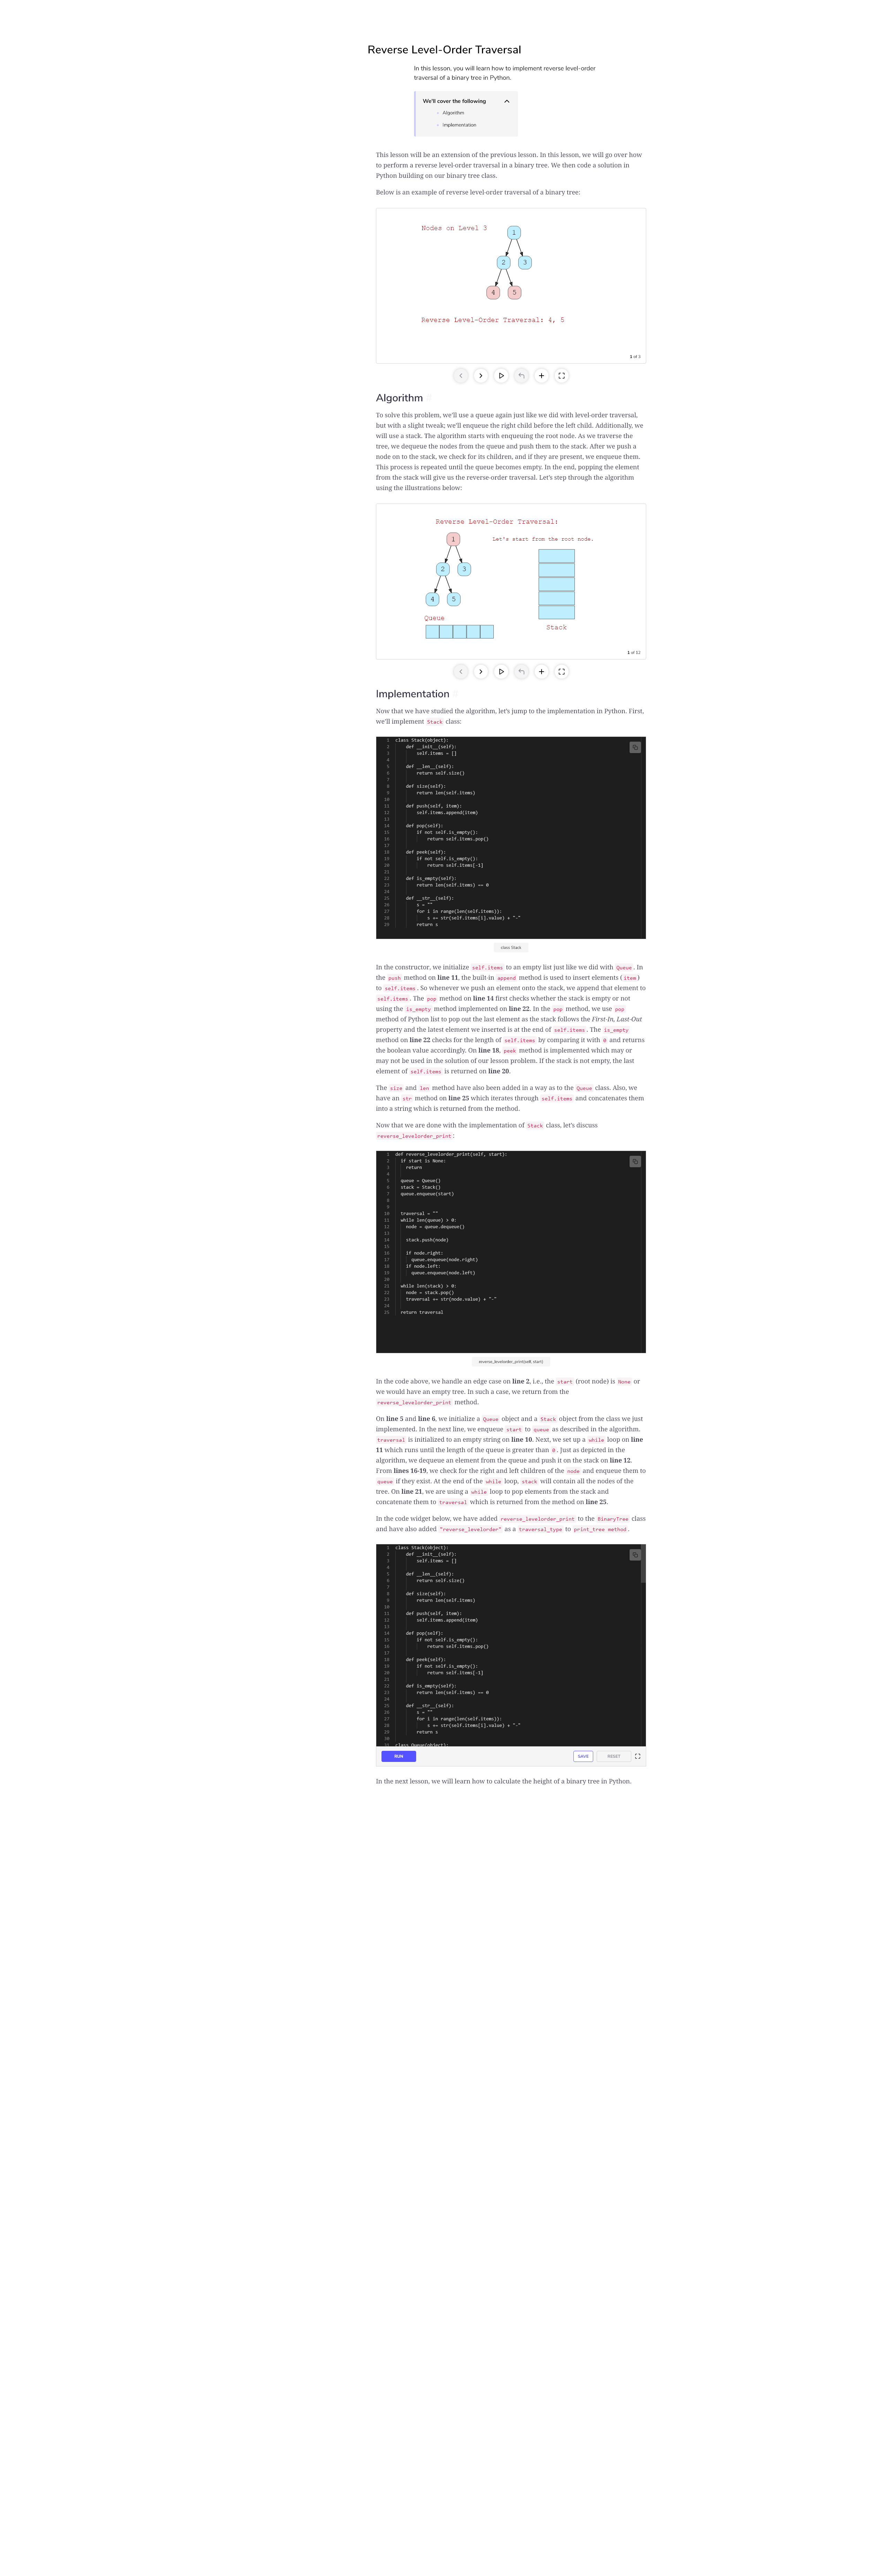 Reverse Level-Order Traversal
In this lesson, you will learn how to implement reverse level-order
traversal of a binary tree in Python.
We'll cover the following
Algorithm
Implementation
This lesson will be an extension of the previous lesson. In this lesson, we will go over how
to perform a reverse level-order traversal in a binary tree. We then code a solution in
Python building on our binary tree class.
Below is an example of reverse level-order traversal of a binary tree:
Nodes on Level 3
1
2 3
4 5
Reverse Level-Order Traversal: 4, 5
1 of 3
Algorithm
To solve this problem, we'll use a queue again just like we did with level-order traversal,
but with a slight tweak; we'll enqueue the right child before the left child. Additionally, we
will use a stack. The algorithm starts with enqueuing the root node. As we traverse the
tree, we dequeue the nodes from the queue and push them to the stack. After we push a
node on to the stack, we check for its children, and if they are present, we enqueue them.
This process is repeated until the queue becomes empty. In the end, popping the element
from the stack will give us the reverse-order traversal. Let's step through the algorithm
using the illustrations below:
Reverse Level-Order Traversal:
1
Let's start from the root node.
2 3
4 5
Queue
Stack
1 of 12
Implementation
Now that we have studied the algorithm, let's jump to the implementation in Python. First,
we'll implement Stack class:
1 class Stack(object):
2 def __init__(self):
3 self.items = []
4
5 def __len__(self):
6 return self.size()
7
8 def size(self):
9 return len(self.items)
10
11 def push(self, item):
12 self.items.append(item)
13
14 def pop(self):
15 if not self.is_empty():
16 return self.items.pop()
17
18 def peek(self):
19 if not self.is_empty():
20 return self.items[-1]
21
22 def is_empty(self):
23 return len(self.items) == 0
24
25 def __str__(self):
26 s = ""
27 for i in range(len(self.items)):
28 s += str(self.items[i].value) + "-"
29 return s
class Stack
In the constructor, we initialize self.items to an empty list just like we did with Queue. In
the push method on line 11, the built-in append method is used to insert elements (item)
to self.items. So whenever we push an element onto the stack, we append that element to
self.items. The pop method on line 14 first checks whether the stack is empty or not
using the is_empty method implemented on line 22. In the pop method, we use pop
method of Python list to pop out the last element as the stack follows the First-In, Last-Out
property and the latest element we inserted is at the end of self.items. The is_empty
method on line 22 checks for the length of self.items by comparing it with 0 and returns
the boolean value accordingly. On line 18, peek method is implemented which may or
may not be used in the solution of our lesson problem. If the stack is not empty, the last
element of self.items is returned on line 20.
The size and len method have also been added in a way as to the Queue class. Also, we
have an str method on line 25 which iterates through self.items and concatenates them
into a string which is returned from the method.
Now that we are done with the implementation of Stack class, let's discuss
reverse_levelorder_print:
1 def reverse_levelorder_print(self, start):
2 if start is None:
3 return
4
5 queue = Queue()
6 stack = Stack()
7 queue.enqueue(start)
8
9
10 traversal = ""
11 while len(queue) > 0:
12 node = queue.dequeue()
13
14 stack.push(node)
15
16 if node.right:
17 queue.enqueue(node.right)
18 if node.left:
19 queue.enqueue(node.left)
20
21 while len(stack) > 0:
22 node = stack.pop()
23 traversal += str(node.value) + "-"
24
25 return traversal
reverse_levelorder_print(self, start)
In the code above, we handle an edge case on line 2, i.e., the start (root node) is None or
we would have an empty tree. In such a case, we return from the
reverse_levelorder_print method.
On line 5 and line 6, we initialize a Queue object and a Stack object from the class we just
implemented. In the next line, we enqueue start to queue as described in the algorithm.
traversal is initialized to an empty string on line 10. Next, we set up a while loop on line
11 which runs until the length of the queue is greater than 0. Just as depicted in the
algorithm, we dequeue an element from the queue and push it on the stack on line 12.
From lines 16-19, we check for the right and left children of the node and enqueue them to
queue if they exist. At the end of the while loop, stack will contain all the nodes of the
tree. On line 21, we are using a while loop to pop elements from the stack and
concatenate them to traversal which is returned from the method on line 25.
In the code widget below, we have added reverse_levelorder_print to the BinaryTree class
and have also added "reverse_levelorder" as a traversal_type to print_tree method.
1 class Stack(object):
2 def __init__(self):
3 self.items = []
4
5 def __len__(self):
6 return self.size()
7
8 def size(self):
9 return len(self.items)
10
11 def push(self, item):
12 self.items.append(item)
13
14 def pop(self):
15 if not self.is_empty():
16 return self.items.pop()
17
18 def peek(self):
19 if not self.is_empty():
20 return self.items[-1]
21
22 def is_empty(self):
23 return len(self.items) == 0
24
25 def __str__(self):
26 s = ""
27 for i in range(len(self.items)):
28 s += str(self.items[i].value) + "-"
29 return s
30
31 class Queue(object):
RUN SAVE RESET
In the next lesson, we will learn how to calculate the height of a binary tree in Python.